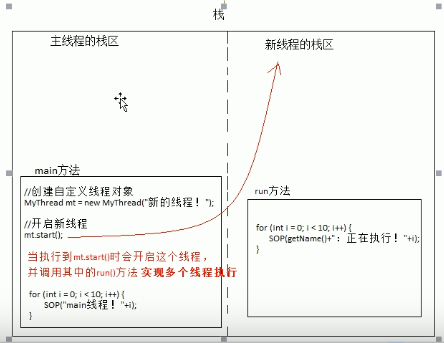 栈
主线程的栈区
新线程的栈区
main方法
//创建自定义线程对象
MyThread mt = new MyThread("新的线程！");
//开启新线程
mt.start();
当执行到mt.start()时会开启这个线程，
并调用其中的run()方法 实现多个线程执行
for (int i = 0; i < 10; i++) {
SOP("main线程！"+i);
}
run方法
for (int i = 0; i < 10; i++) {
SOP(getName()+"：正在执行！"+i);
}